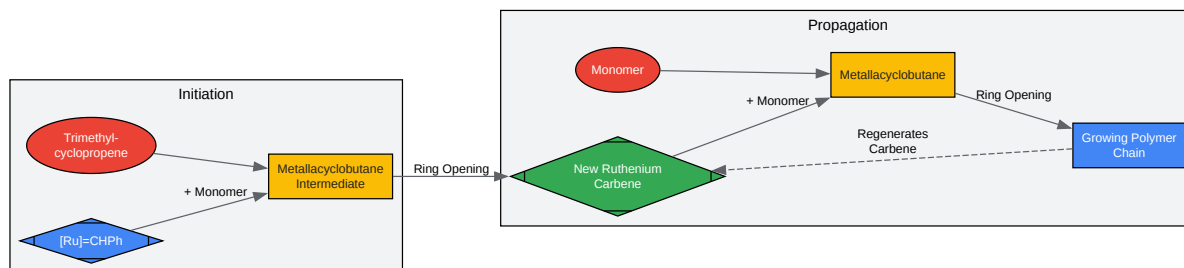 Initiation
Trimethyl-
cyclopropene
+ Monomer
[Ru]=CHPh
Metallacyclobutane
Intermediate
Ring Opening
Propagation
Monomer
+ Monomer
New Ruthenium
Carbene
Metallacyclobutane
Ring Opening
Regenerates
Carbene
Growing Polymer
Chain